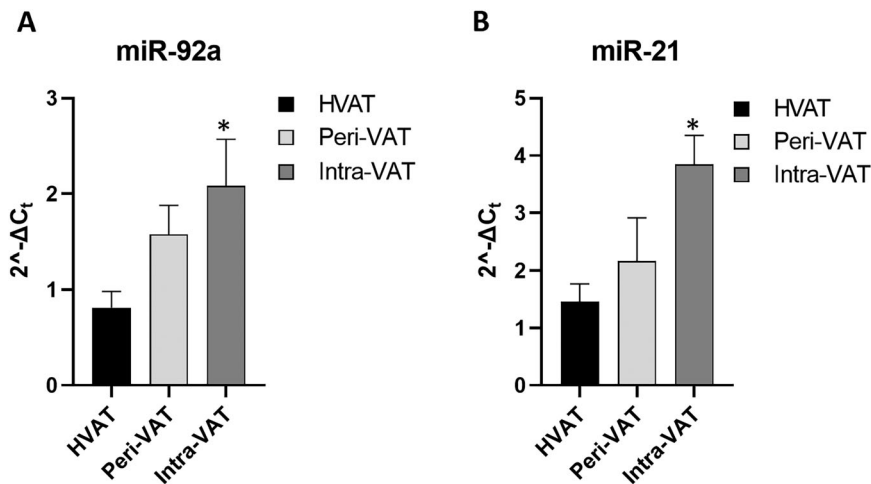 A
miR-92a
2^-ΔCt
3
2
1
0
*
HVAT
Peri-VAT
Intra-VAT
HVAT
Peri-VAT
Intra-VAT
B
miR-21
2^-ΔCt
5
4
3
2
1
0
*
HVAT
Peri-VAT
Intra-VAT
HVAT
Peri-VAT
Intra-VAT